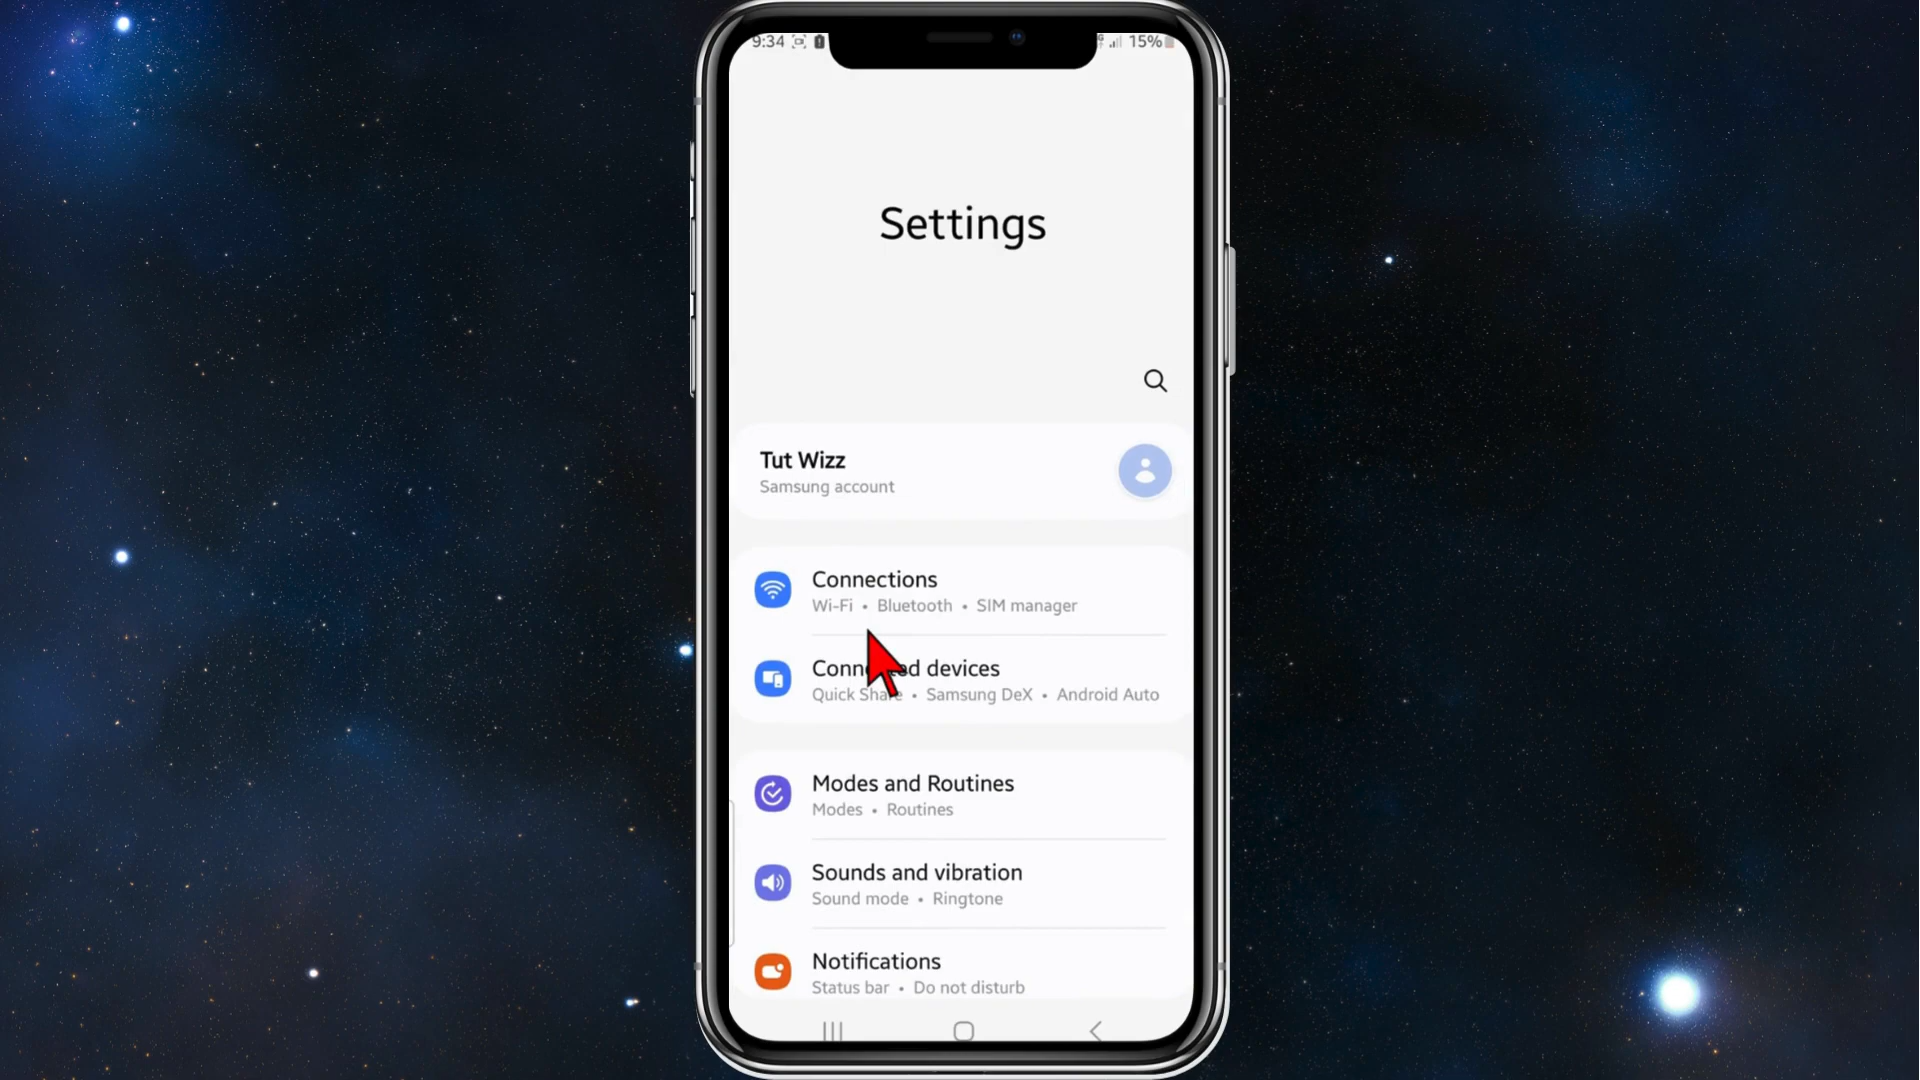 9:34 15%
Settings
Tut Wizz
Samsung account
Connections
Wi-Fi • Bluetooth • SIM manager
devices
Quick Share • Samsung DeX • Android Auto
Modes and Routines
Modes • Routines
Sounds and vibration
Sound mode • Ringtone
Notifications
Status bar • Do not disturb